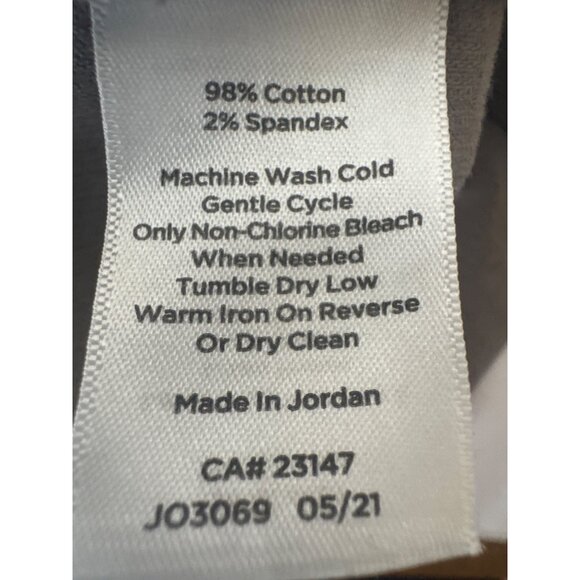 98% Cotton
2% Spandex
Machine Wash Cold
Gentle Cycle
Only Non-Chlorine Bleach
When Needed
Tumble Dry Low
Warm Iron On Reverse
Or Dry Clean
Made In Jordan
CA# 23147
JO3069 05/21